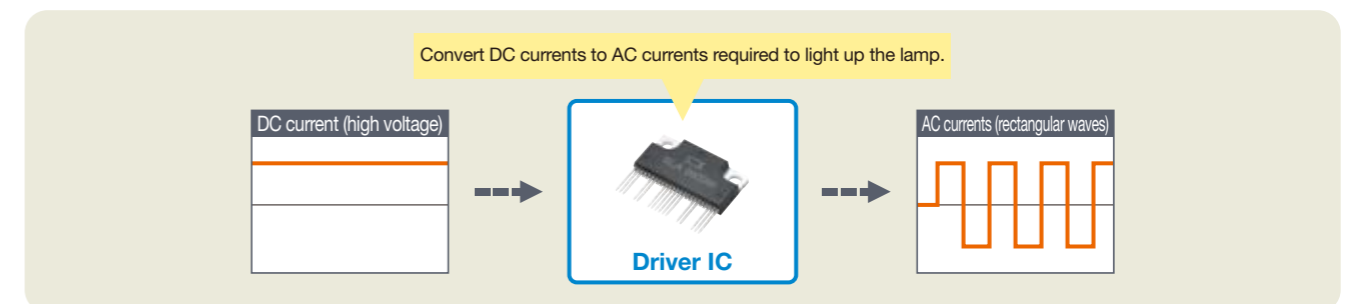 Convert DC currents to AC currents required to light up the lamp.
DC current (high voltage)
AC currents (rectangular waves)
Driver IC